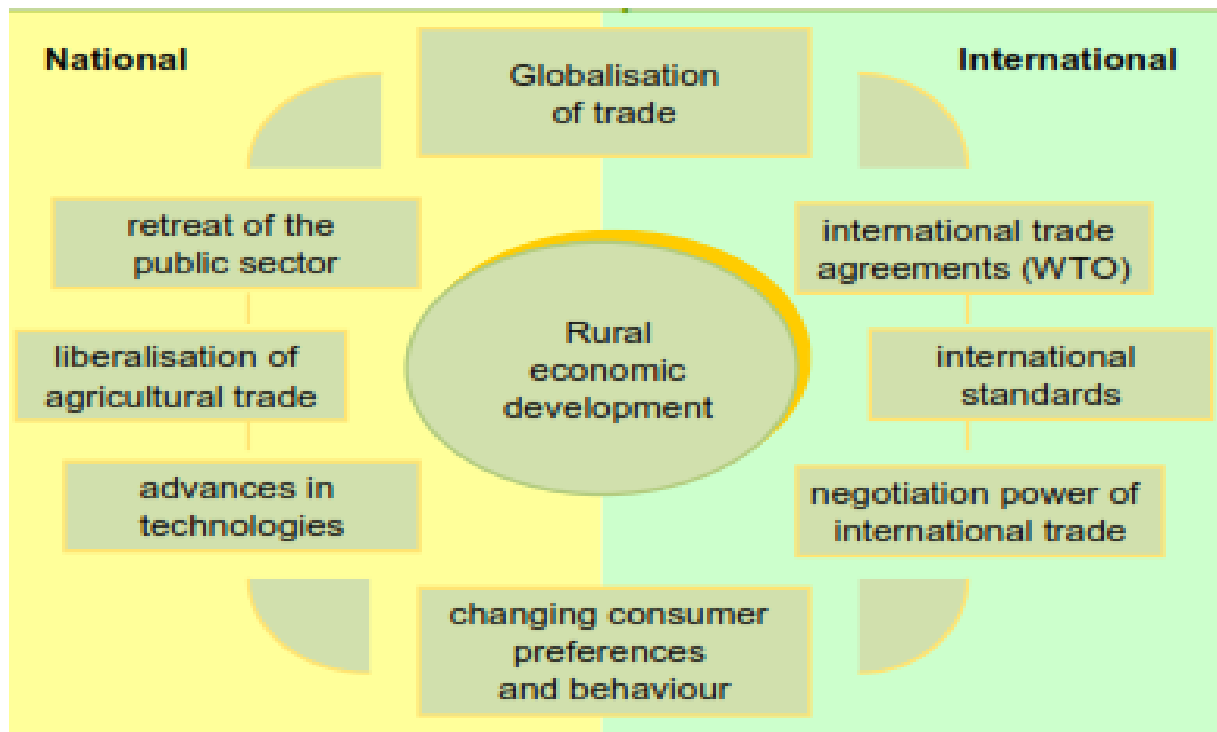 National
International
Globalisation
of trade
retreat of the
public sector
international trade
agreements (WTO)
liberalisation of
agricultural trade
Rural
economic
development
international
standards
advances in
technologies
negotiation power of
international trade
changing consumer
preferences
and behaviour